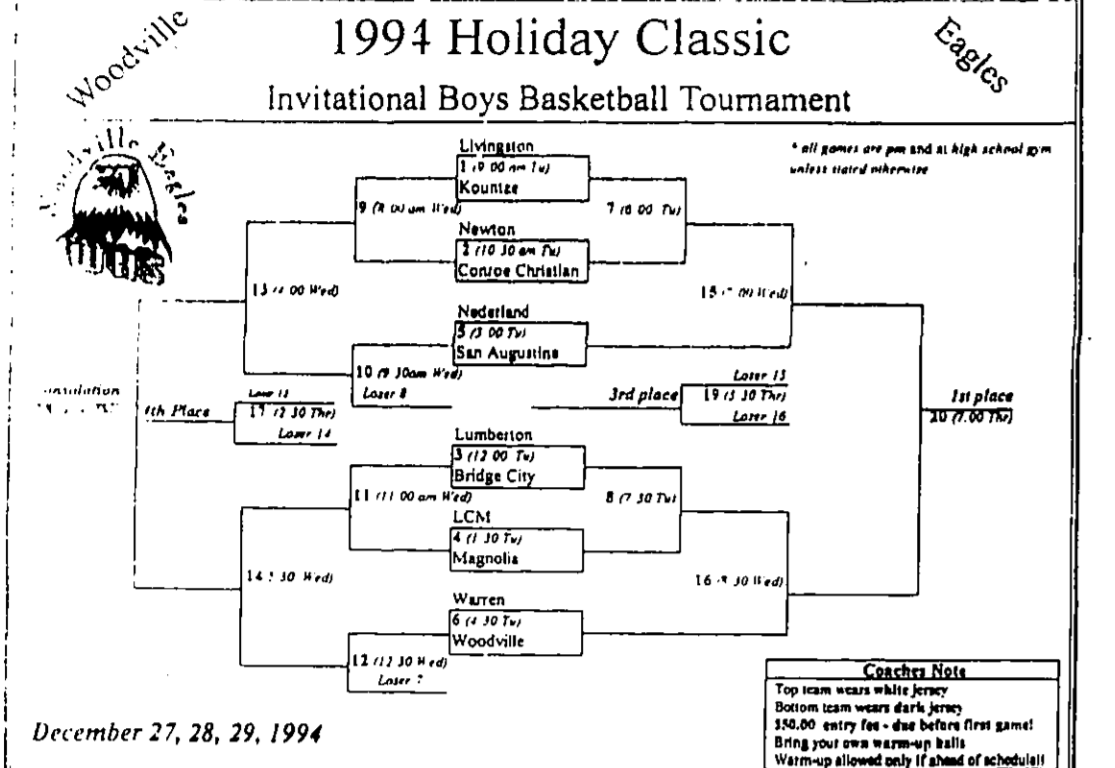 Woodville
1994 Holiday Classic
Eagles
Invitational Boys Basketball Tournament
Woodville Eagles
* all games are pm and at high school gym
unless stated otherwise
Livingston
1 (9 00 am Tu)
Kountze
9 (8 00 am Wed)
7 (6 00 Tu)
Newton
2 (10 30 am Tu)
Conroe Christian
13 00 Wed)
15 00 Wed)
Nederland
5 (3 00 Tu)
San Augustine
10 (9 30am Wed)
Loser 8
4th Place
17 (2 30 Thr)
Loser 14
3rd place
Loser 15
19 (5 30 Thr)
Loser 16
1st place
20 (7.00 Thr)
Lumberton
3 (12 00 Tu)
Bridge City
11 (11 00 am Wed)
8 (7 30 Tu)
LCM
4 (1 30 Tu)
Magnolia
14 30 Wed)
16 8 30 Wed)
Warren
6 (4 30 Tu)
Woodville
12 (12 30 Wed)
Loser 7
December 27, 28, 29, 1994
Coaches Note
Top team wears white jersey
Bottom team wears dark jersey
entry fee - due before first game!
Bring your own warm-up balls
Warm-up allowed only if ahead of schedule!!